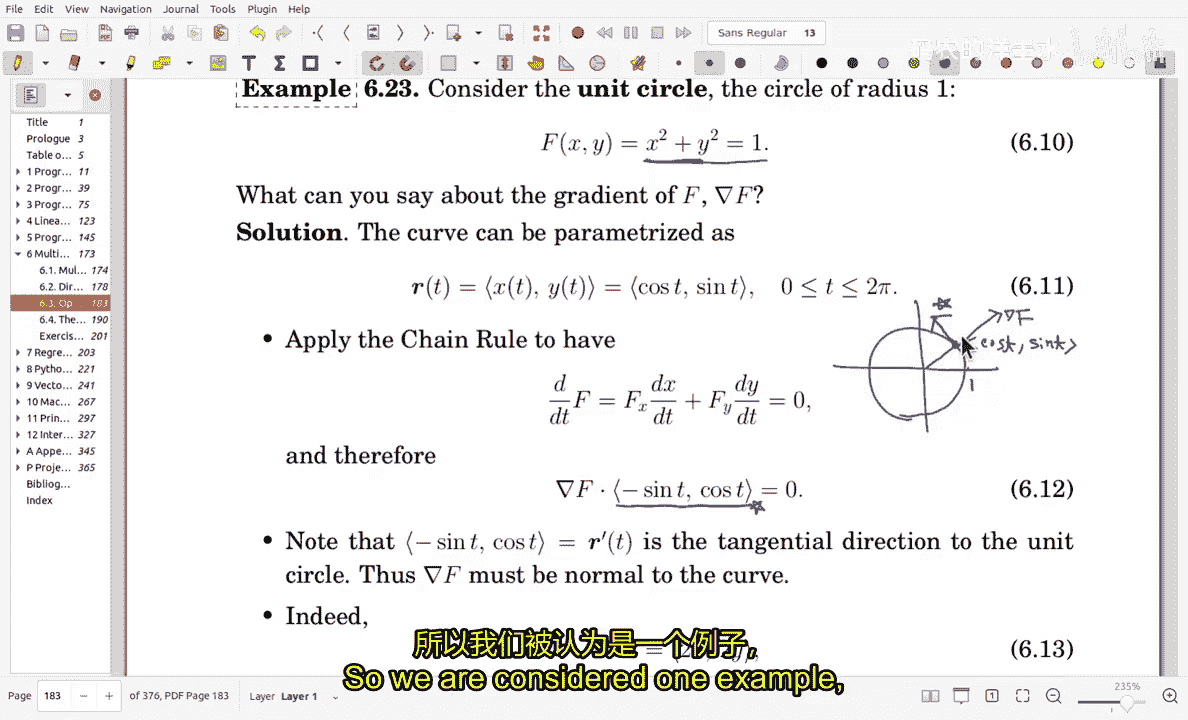 File Edit View Navigation Journal Tools Plugin Help
Sans Regular 13
Title 1
Prologue 3
Table o... 5
1 Progr... 11
2 Progr... 39
3 Progr... 75
4 Linea... 123
5 Progr... 145
6 Multi... 173
6.1. Mul... 174
6.2. Dir... 178
6.3. Op... 183
6.4. The... 190
Exercis... 201
7 Regre... 203
8 Pytho... 221
9 Vecto... 241
10 Mac... 267
11 Prin... 297
12 Inter... 327
A Appe... 345
P Projec... 365
Bibliog...
Index
Example 6.23. Consider the unit circle, the circle of radius 1:
F(x, y) = x² + y² = 1. (6.10)
What can you say about the gradient of F, ∇F?
Solution. The curve can be parametrized as
r(t) = ⟨x(t), y(t)⟩ = ⟨cos t, sin t⟩, 0 ≤ t ≤ 2π. (6.11)
∇F
cost, sint⟩
1
• Apply the Chain Rule to have
d/dt F = F_x dx/dt + F_y dy/dt = 0,
and therefore
∇F · ⟨− sin t, cos t⟩ = 0. (6.12)
• Note that ⟨− sin t, cos t⟩ = r′(t) is the tangential direction to the unit
circle. Thus ∇F must be normal to the curve.
• Indeed,
(6.13)
所以我们被认为是一个例子,
So we are considered one example,
Page 183 of 376, PDF Page 183 Layer Layer 1 235%